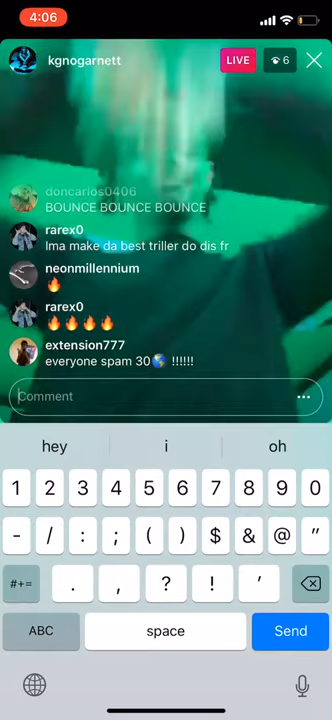 4:06
kgnogarnett
LIVE
6
doncarlos0406
BOUNCE BOUNCE BOUNCE
rarex0
Ima make da best triller do dis fr
neonmillennium
🔥
rarex0
🔥🔥🔥🔥
extension777
everyone spam 30🌎 !!!!!!
Comment
hey i oh
1 2 3 4 5 6 7 8 9 0
- / : ; ( ) $ & @ "
#+= . , ? ! '
ABC space Send